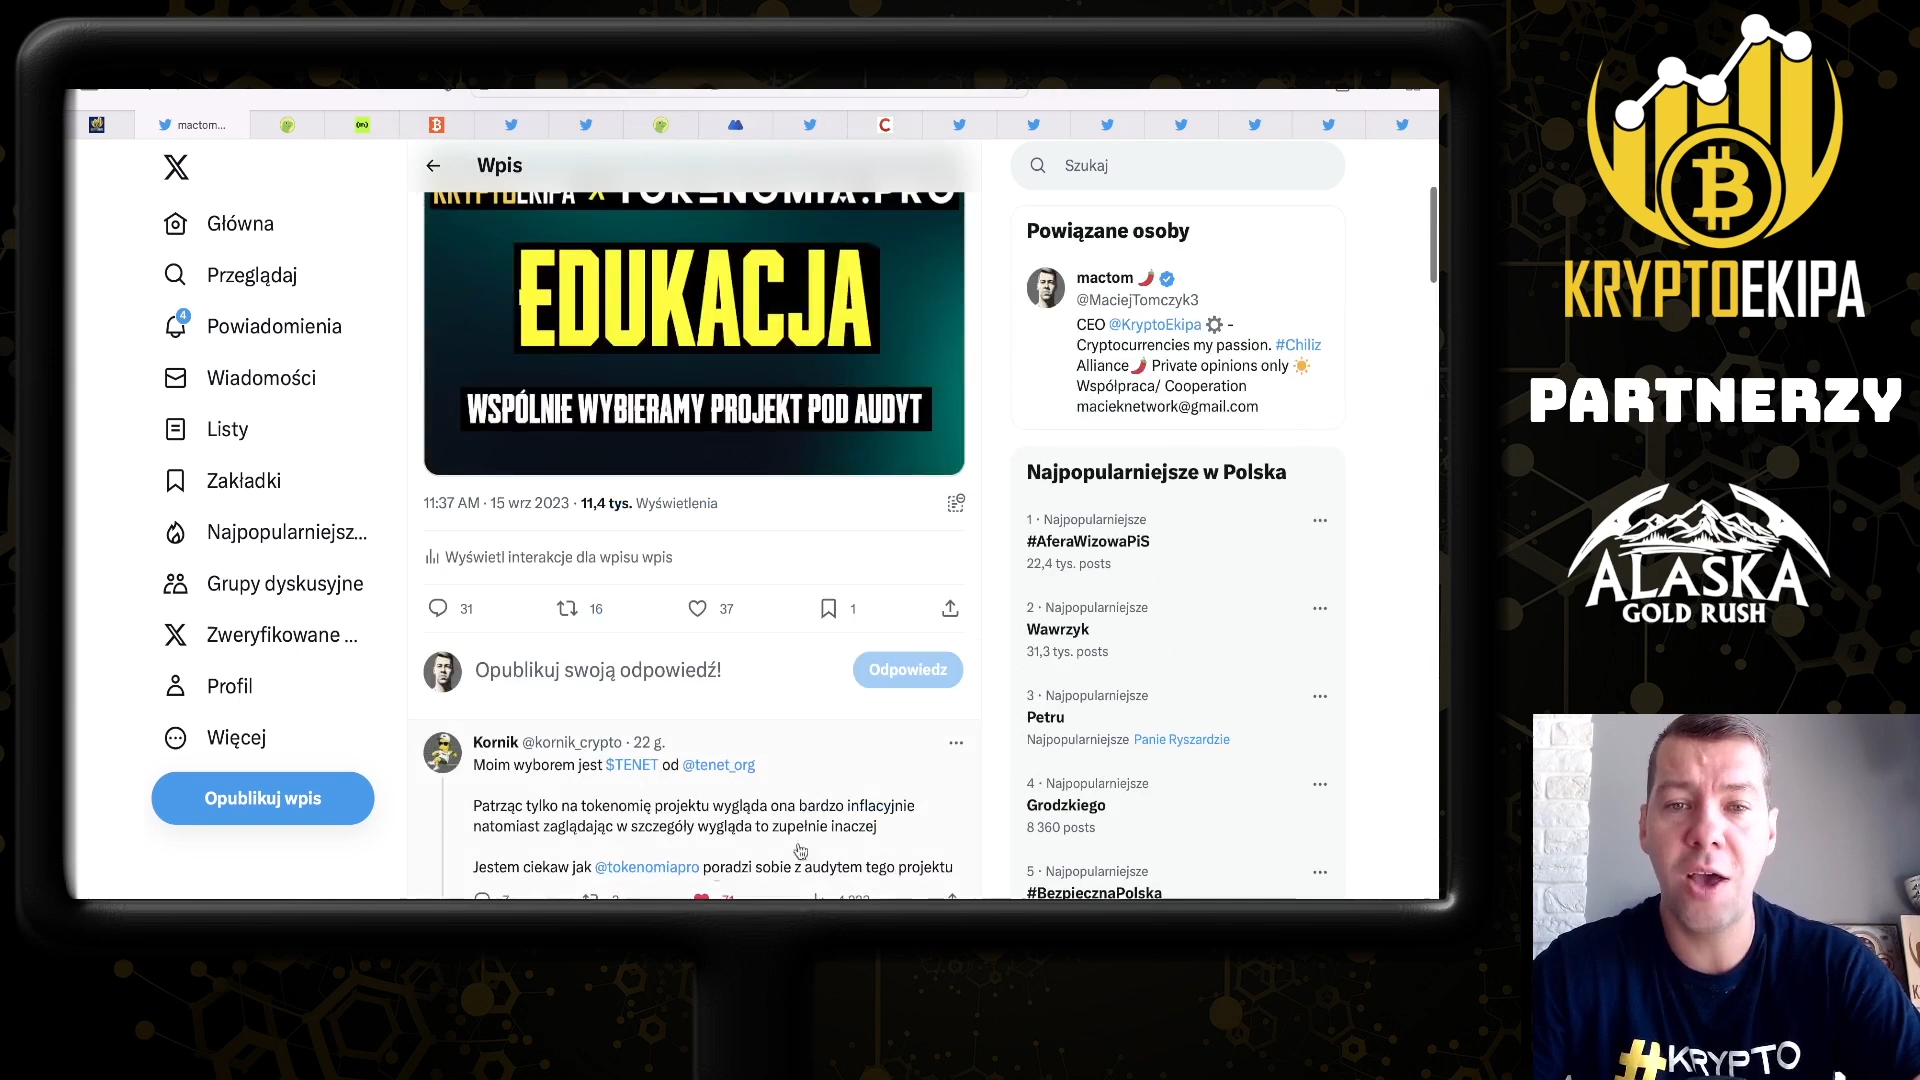 mactom...
Główna
Przeglądaj
4
Powiadomienia
Wiadomości
Listy
Zakładki
Najpopularniejsz...
Grupy dyskusyjne
Zweryfikowane ...
Profil
Więcej
Opublikuj wpis
Wpis
KRYPTOEKIPA X TOKENOMIA.PRO
EDUKACJA
WSPÓLNIE WYBIERAMY PROJEKT POD AUDYT
11:37 AM · 15 wrz 2023 · 11,4 tys. Wyświetlenia
Wyświetl interakcje dla wpisu wpis
31
16
37
1
Opublikuj swoją odpowiedź!
Odpowiedz
Kornik @kornik_crypto · 22 g.
Moim wyborem jest $TENET od @tenet_org
Patrząc tylko na tokenomię projektu wygląda ona bardzo inflacyjnie
natomiast zaglądając w szczegóły wygląda to zupełnie inaczej
Jestem ciekaw jak @tokenomiapro poradzi sobie z audytem tego projektu
Szukaj
Powiązane osoby
mactom
@MaciejTomczyk3
CEO @KryptoEkipa -
Cryptocurrencies my passion. #Chiliz
Alliance Private opinions only
Współpraca/ Cooperation
macieknetwork@gmail.com
Najpopularniejsze w Polska
1 · Najpopularniejsze
#AferaWizowaPiS
22,4 tys. posts
2 · Najpopularniejsze
Wawrzyk
31,3 tys. posts
3 · Najpopularniejsze
Petru
Najpopularniejsze Panie Ryszardzie
4 · Najpopularniejsze
Grodzkiego
8 360 posts
5 · Najpopularniejsze
#BezpiecznaPolska
KRYPTOEKIPA
PARTNERZY
ALASKA
GOLD RUSH
#KRYPTO